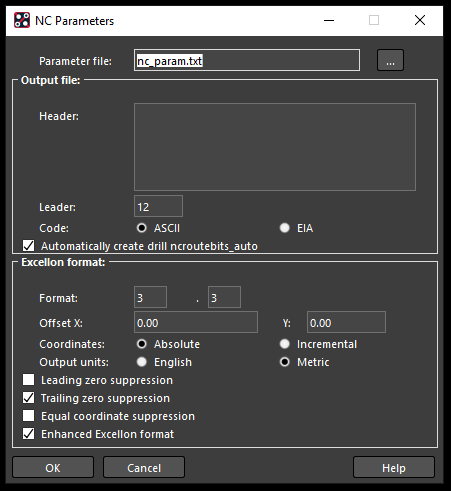 NC Parameters
Parameter file: nc_param.txt ...
Output file:
Header:
Leader: 12
Code: ASCII EIA
Automatically create drill ncroutebits_auto
Excellon format:
Format: 3 . 3
Offset X: 0.00 Y: 0.00
Coordinates: Absolute Incremental
Output units: English Metric
Leading zero suppression
Trailing zero suppression
Equal coordinate suppression
Enhanced Excellon format
OK Cancel Help